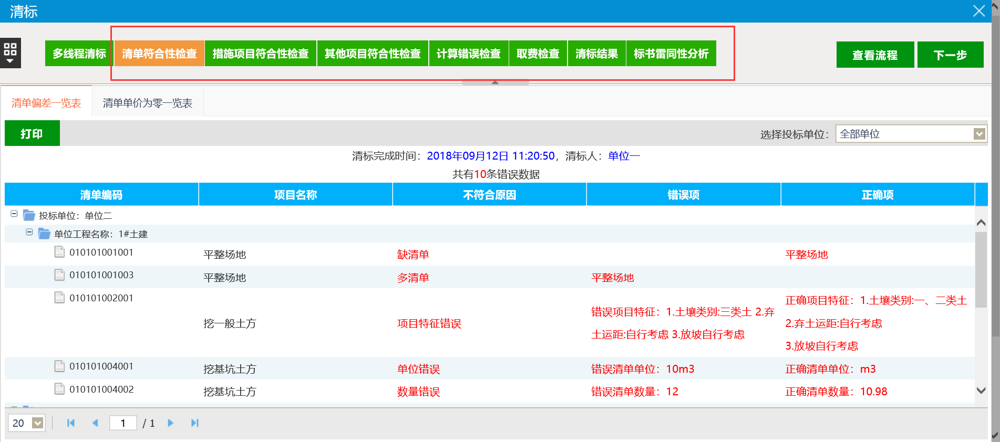 清标
多线程清标 清单符合性检查 措施项目符合性检查 其他项目符合性检查 计算错误检查 取费检查 清标结果 标书雷同性分析 查看流程 下一步
清单偏差一览表 清单单价为零一览表
打印 选择投标单位： 全部单位
清标完成时间：2018年09月12日 11:20:50，清标人：单位一
共有10条错误数据
清单编码 项目名称 不符合原因 错误项 正确项
投标单位：单位二
单位工程名称：1#土建
010101001001 平整场地 缺清单 平整场地
010101001003 平整场地 多清单 平整场地
010101002001 挖一般土方 项目特征错误 错误项目特征：1.土壤类别:三类土 2.弃
土运距:自行考虑 3.放坡自行考虑
正确项目特征：1.土壤类别:一、二类土
2.弃土运距:自行考虑
3.放坡自行考虑
010101004001 挖基坑土方 单位错误 错误清单单位：10m3 正确清单单位：m3
010101004002 挖基坑土方 数量错误 错误清单数量：12 正确清单数量：10.98
20 1 / 1